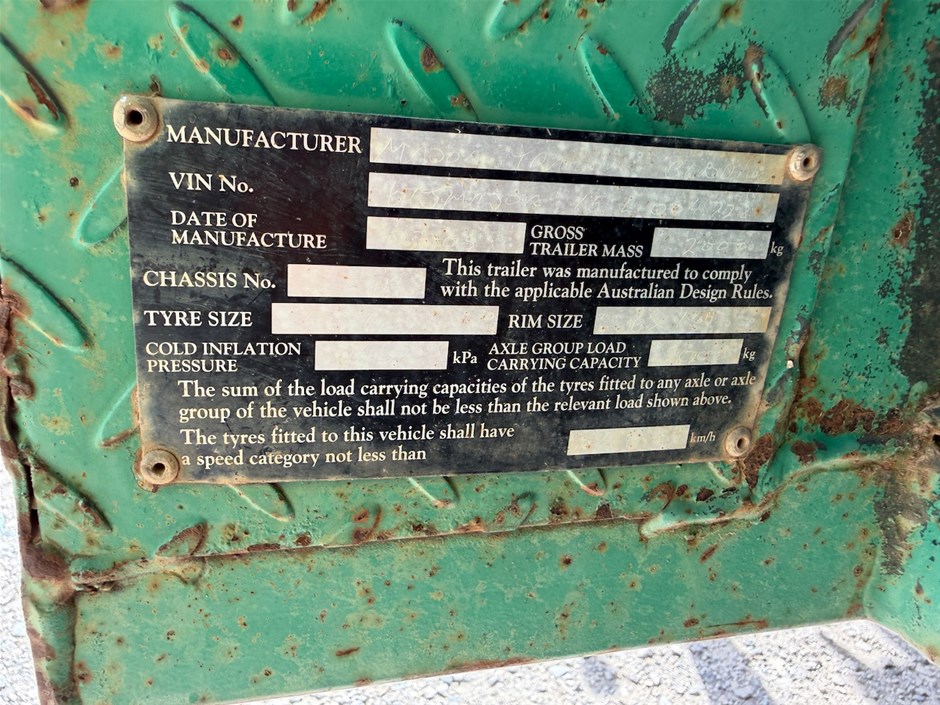 MANUFACTURER
VIN No.
DATE OF
MANUFACTURE
GROSS
TRAILER MASS kg
CHASSIS No.
This trailer was manufactured to comply
with the applicable Australian Design Rules.
TYRE SIZE
RIM SIZE
COLD INFLATION
PRESSURE kPa
AXLE GROUP LOAD
CARRYING CAPACITY kg
The sum of the load carrying capacities of the tyres fitted to any axle or axle
group of the vehicle shall not be less than the relevant load shown above.
The tyres fitted to this vehicle shall have
a speed category not less than km/h